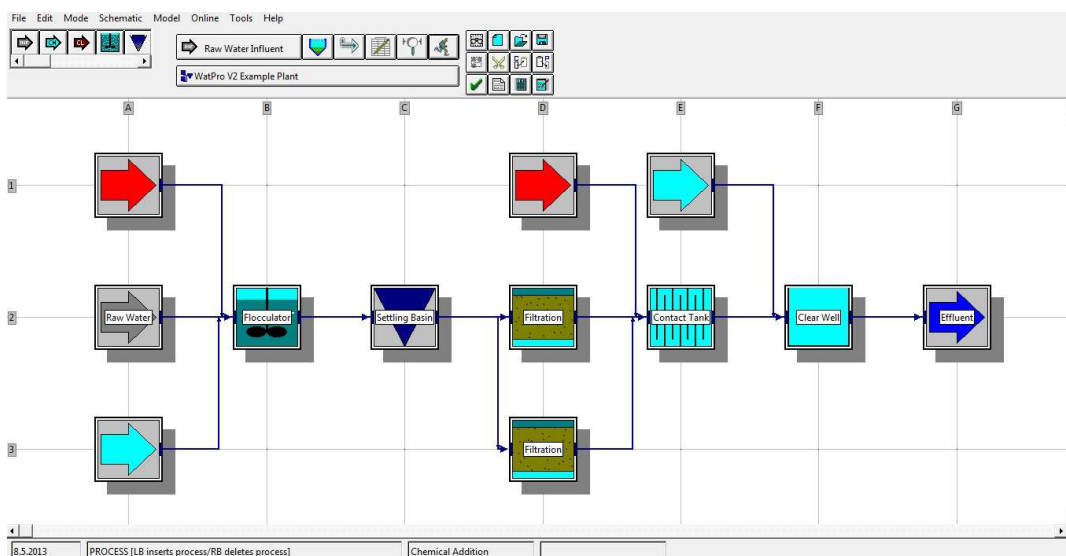 File Edit Mode Schematic Model Online Tools Help
CL
Raw Water Influent
WatPro V2 Example Plant
A B C D E F G
1
2
Raw Water Flocculator Settling Basin Filtration Contact Tank Clear Well Effluent
3
Filtration
8.5.2013 PROCESS [LB inserts process/RB deletes process] Chemical Addition